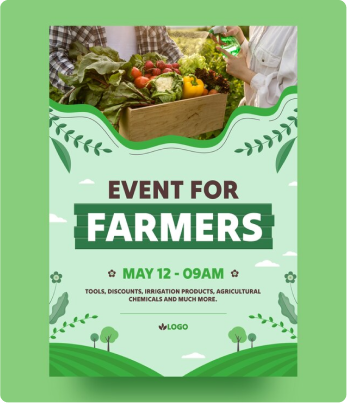 EVENT FOR
FARMERS
MAY 12 - 09AM
TOOLS, DISCOUNTS, IRRIGATION PRODUCTS, AGRICULTURAL
CHEMICALS AND MUCH MORE.
LOGO